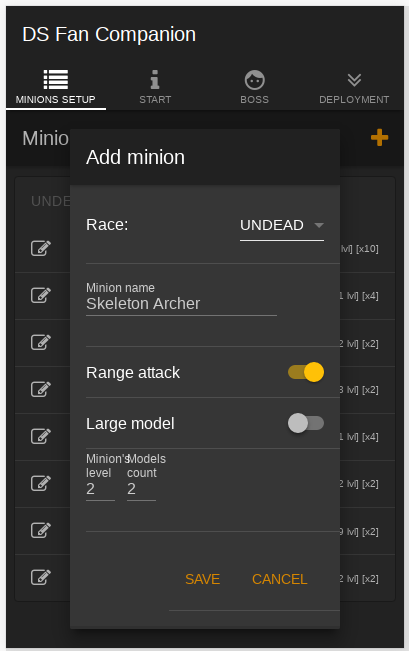 DS Fan Companion
MINIONS SETUP START BOSS DEPLOYMENT
Minio
Add minion
UNDE
Race: UNDEAD
lvl] [x10]
Minion name
Skeleton Archer
1 lvl] [x4]
2 lvl] [x2]
Range attack
3 lvl] [x2]
Large model
1 lvl] [x4]
Minion's Models
level count
2 2
2 lvl] [x2]
9 lvl] [x2]
SAVE CANCEL
2 lvl] [x2]